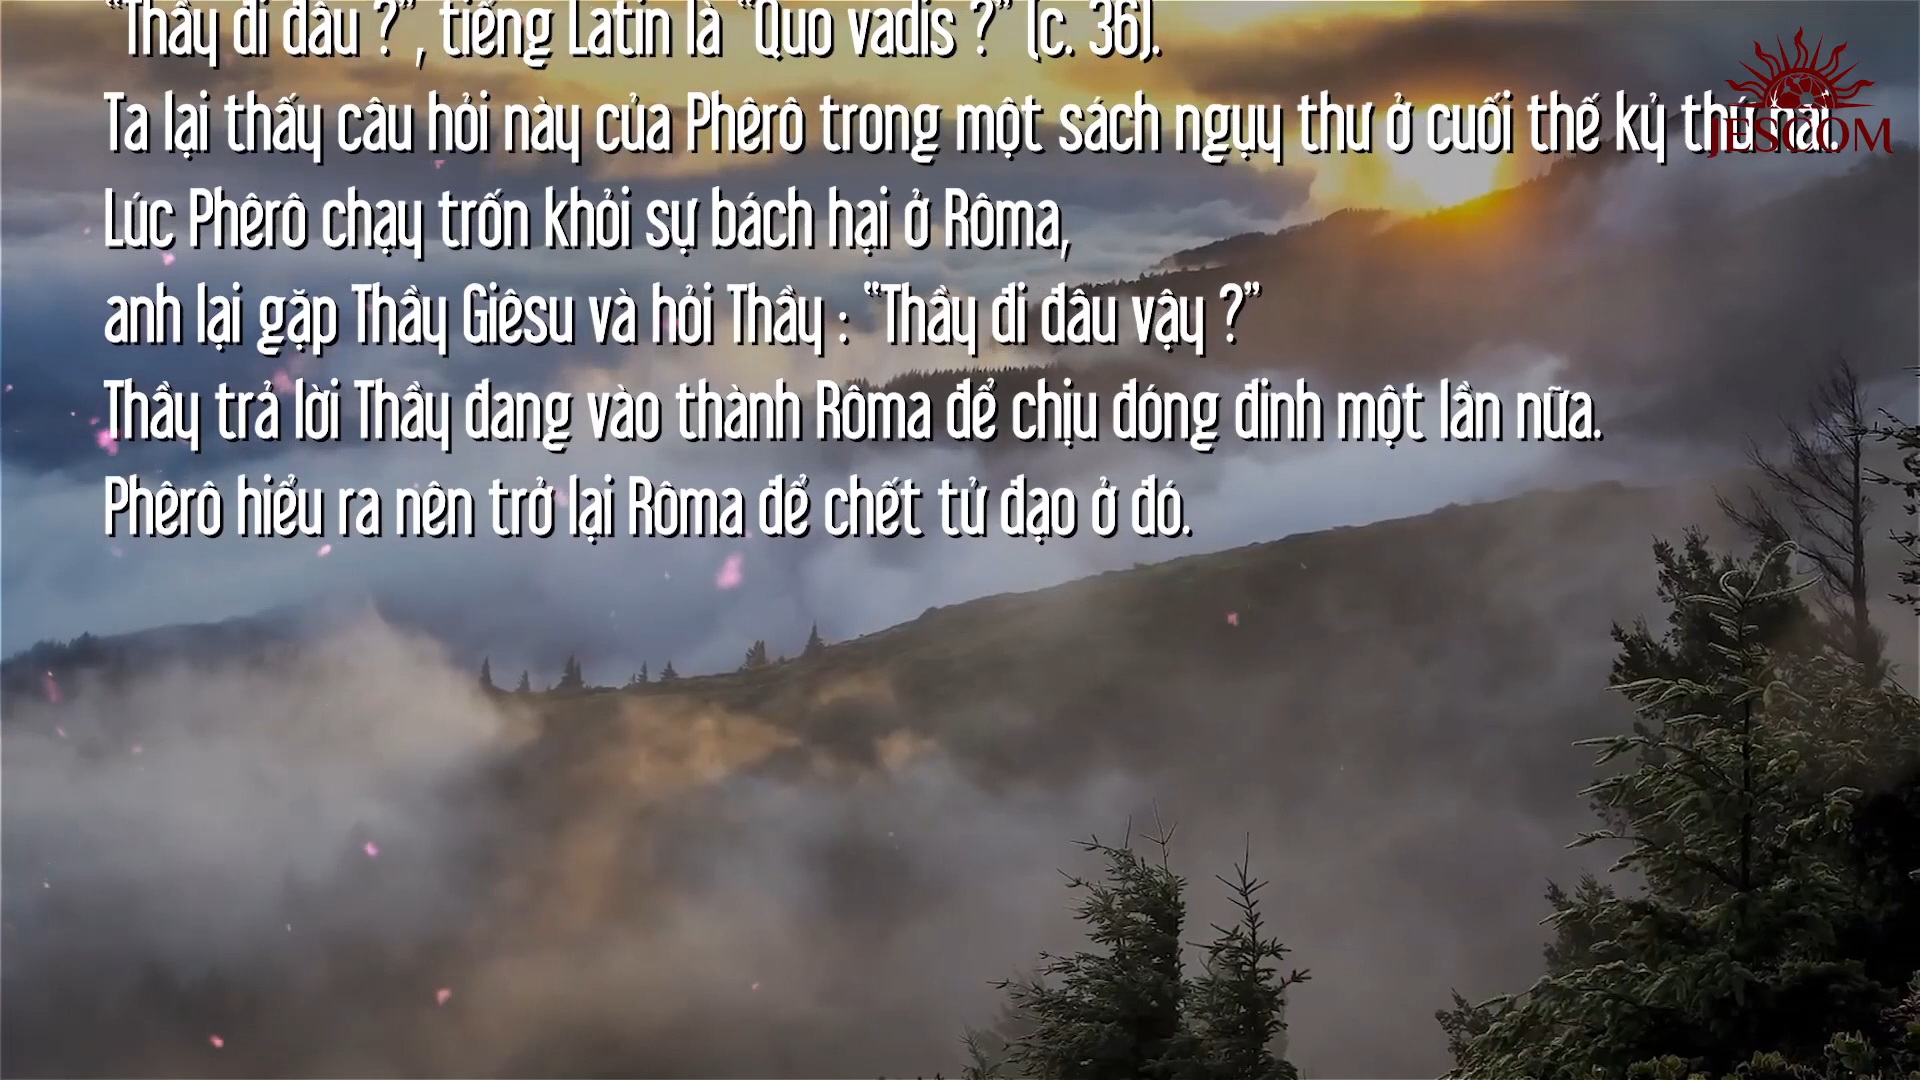 “Thầy đi đâu ?”, tiếng Latin là “Quo vadis ?” (c. 36).
Ta lại thấy câu hỏi này của Phêrô trong một sách ngụy thư ở cuối thế kỷ thứ hai.
JESCOM
Lúc Phêrô chạy trốn khỏi sự bách hại ở Rôma,
anh lại gặp Thầy Giêsu và hỏi Thầy : “Thầy đi đâu vậy ?”
Thầy trả lời Thầy đang vào thành Rôma để chịu đóng đinh một lần nữa.
Phêrô hiểu ra nên trở lại Rôma để chết tử đạo ở đó.